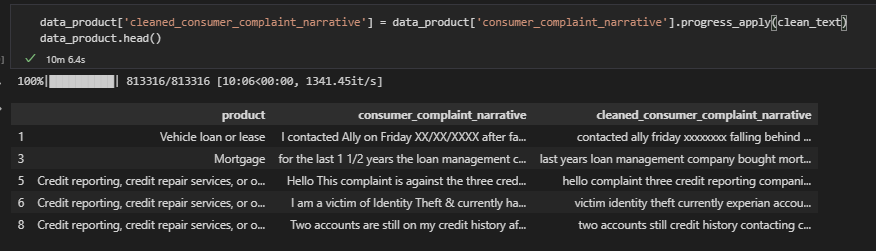 data_product['cleaned_consumer_complaint_narrative'] = data_product['consumer_complaint_narrative'].progress_apply(clean_text)
data_product.head()
] ✓ 10m 6.4s
100%|██████████| 813316/813316 [10:06<00:00, 1341.45it/s]
product consumer_complaint_narrative cleaned_consumer_complaint_narrative
1 Vehicle loan or lease I contacted Ally on Friday XX/XX/XXXX after fa... contacted ally friday xxxxxxxx falling behind ...
3 Mortgage for the last 1 1/2 years the loan management c... last years loan management company bought mort...
5 Credit reporting, credit repair services, or o... Hello This complaint is against the three cred... hello complaint three credit reporting compani...
6 Credit reporting, credit repair services, or o... I am a victim of Identity Theft & currently ha... victim identity theft currently experian accou...
8 Credit reporting, credit repair services, or o... Two accounts are still on my credit history af... two accounts still credit history contacting c...